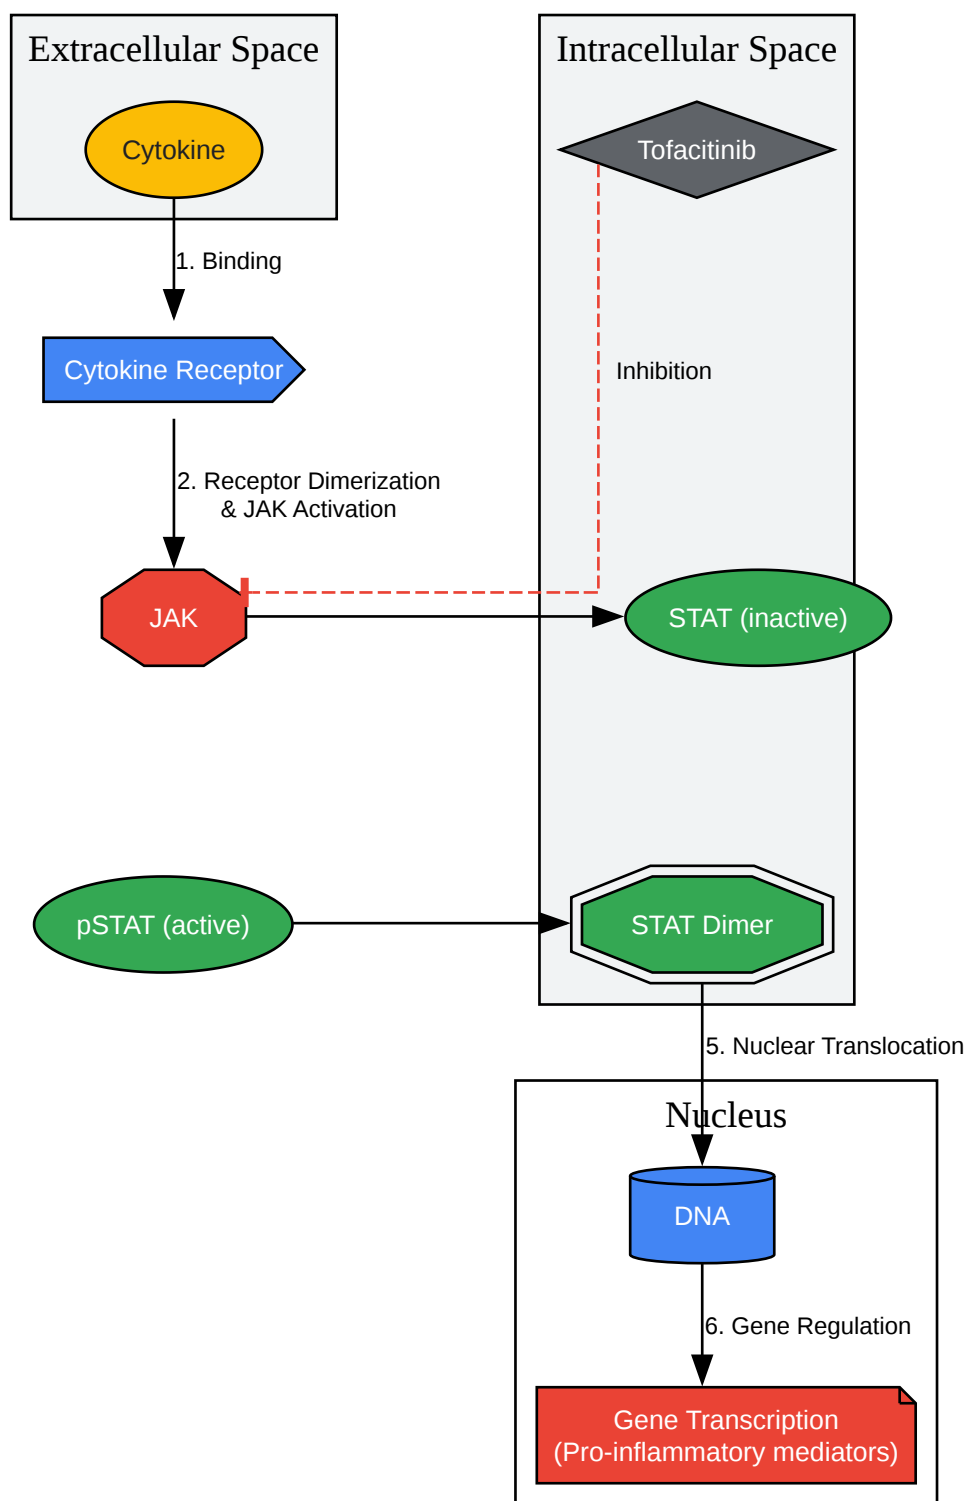 Extracellular Space
Intracellular Space
Cytokine
Tofacitinib
1. Binding
Cytokine Receptor
Inhibition
2. Receptor Dimerization
& JAK Activation
JAK
STAT (inactive)
pSTAT (active)
STAT Dimer
5. Nuclear Translocation
Nucleus
DNA
6. Gene Regulation
Gene Transcription
(Pro-inflammatory mediators)